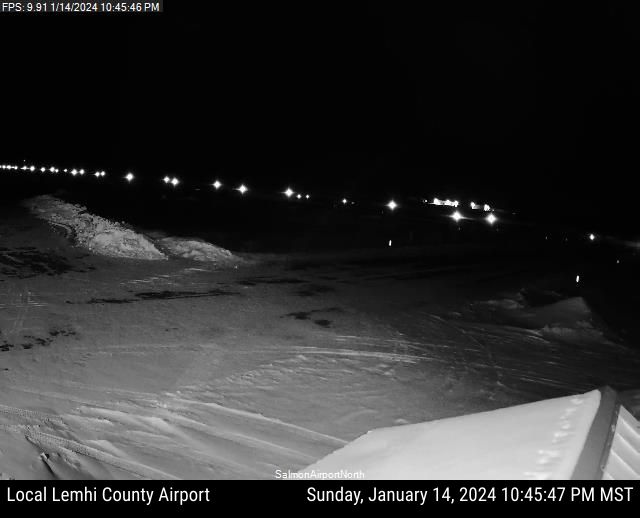 FPS: 9.91 1/14/2024 10:45:46 PM
SalmonAirportNorth
Local Lemhi County Airport Sunday, January 14, 2024 10:45:47 PM MST